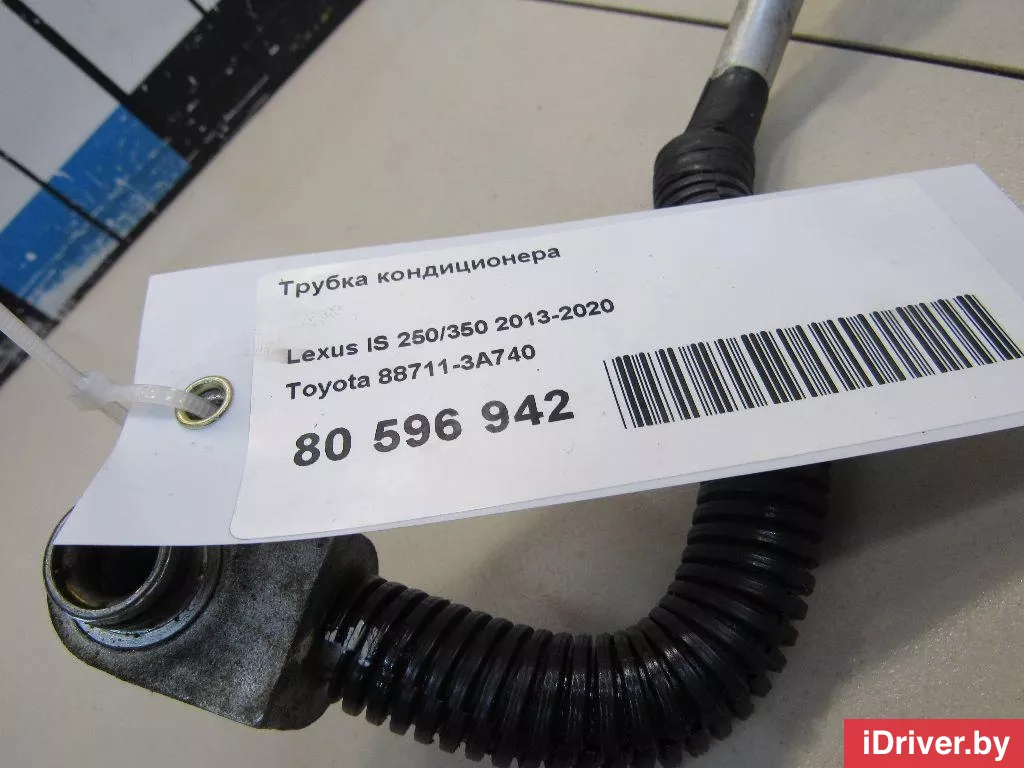 Трубка кондиционера
Lexus IS 250/350 2013-2020
Toyota 88711-3A740
80 596 942
iDriver.by